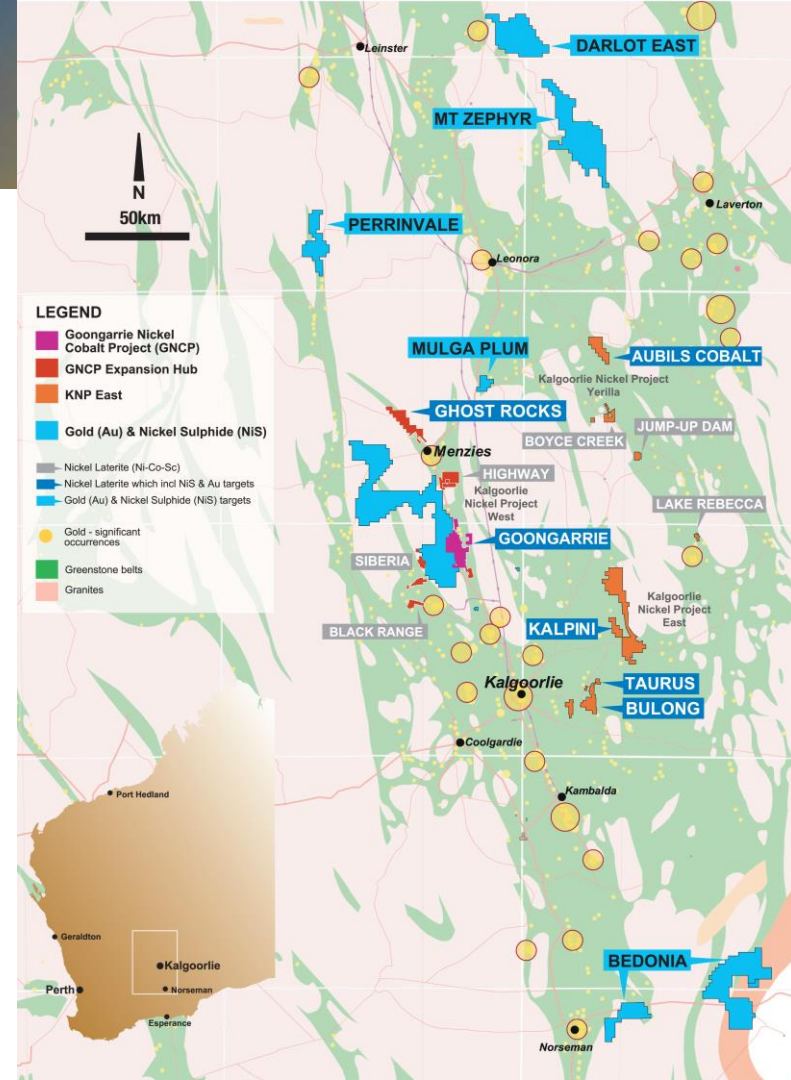 Leinster
DARLOT EAST
MT ZEPHYR
N
50km
Laverton
PERRINVALE
Leonora
LEGEND
Goongarrie Nickel
Cobalt Project (GNCP)
GNCP Expansion Hub
KNP East
Gold (Au) & Nickel Sulphide (NiS)
Nickel Laterite (Ni-Co-Sc)
Nickel Laterite which incl NiS & Au targets
Gold (Au) & Nickel Sulphide (NiS) targets
Gold - significant
occurrences
Greenstone belts
Granites
MULGA PLUM
AUBILS COBALT
Kalgoorlie Nickel Project
Yerilla
GHOST ROCKS
BOYCE CREEK
JUMP-UP DAM
Menzies
HIGHWAY
Kalgoorlie
Nickel Project
West
LAKE REBECCA
GOONGARRIE
SIBERIA
Kalgoorlie
Nickel Project
East
BLACK RANGE
KALPINI
Kalgoorlie
TAURUS
BULONG
Coolgardie
Kambalda
Port Hedland
Geraldton
Kalgoorlie
Perth
Norseman
Esperance
BEDONIA
Norseman